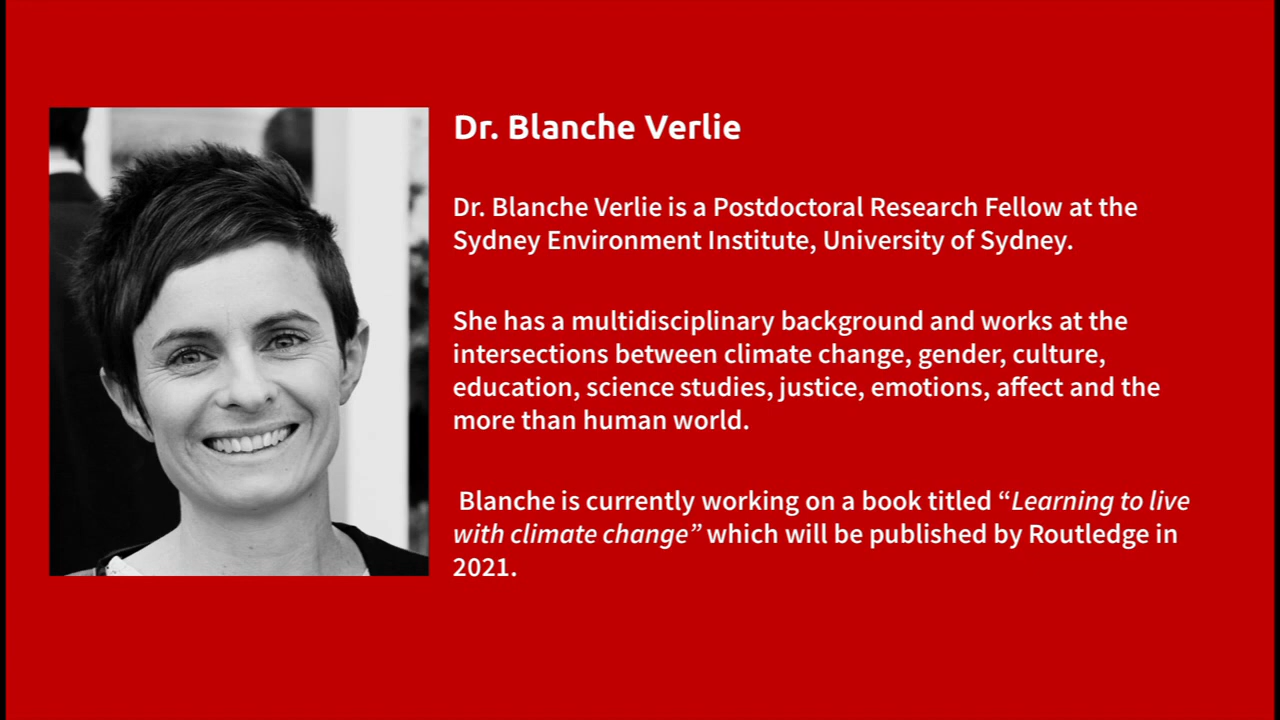 Dr. Blanche Verlie
Dr. Blanche Verlie is a Postdoctoral Research Fellow at the
Sydney Environment Institute, University of Sydney.
She has a multidisciplinary background and works at the
intersections between climate change, gender, culture,
education, science studies, justice, emotions, affect and the
more than human world.
Blanche is currently working on a book titled “Learning to live
with climate change” which will be published by Routledge in
2021.